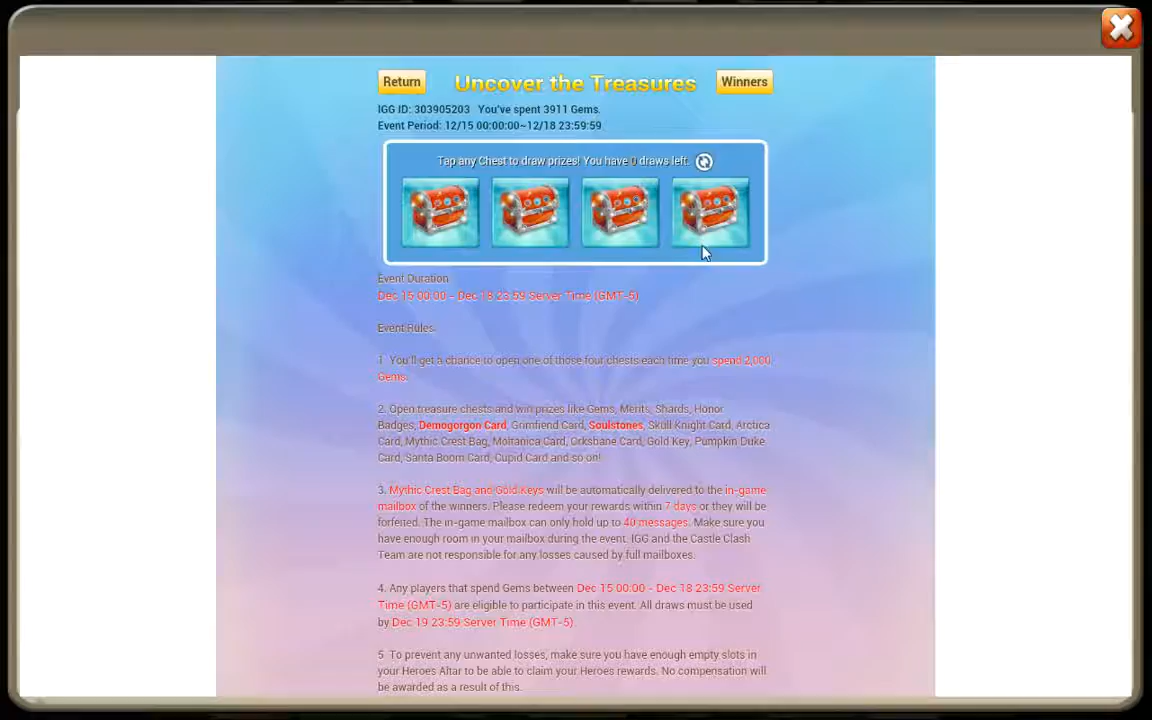 Return
Uncover the Treasures
Winners
IGG ID: 303905203 You've spent 3911 Gems.
Event Period: 12/15 00:00:00~12/18 23:59:59
Tap any Chest to draw prizes! You have 0 draws left.
Event Duration
Dec 15 00:00 - Dec 18 23:59 Server Time (GMT-5)
Event Rules
1 You'll get a chance to open one of those four chests each time you spend 2,000
Gems.
2. Open treasure chests and win prizes like Gems, Merits, Shards, Honor
Badges, Demogorgon Card, Grimfiend Card, Soulstones, Skull Knight Card, Arctica
Card, Mythic Crest Bag, Moltanica Card, Orksbane Card, Gold Key, Pumpkin Duke
Card, Santa Boom Card, Cupid Card and so on!
3. Mythic Crest Bag and Gold Keys will be automatically delivered to the in-game
mailbox of the winners. Please redeem your rewards within 7 days or they will be
forfeited. The in-game mailbox can only hold up to 40 messages. Make sure you
have enough room in your mailbox during the event. IGG and the Castle Clash
Team are not responsible for any losses caused by full mailboxes.
4. Any players that spend Gems between Dec 15 00:00 - Dec 18 23:59 Server
Time (GMT-5) are eligible to participate in this event. All draws must be used
by Dec 19 23:59 Server Time (GMT-5).
5 To prevent any unwanted losses, make sure you have enough empty slots in
your Heroes Altar to be able to claim your Heroes rewards. No compensation will
be awarded as a result of this.